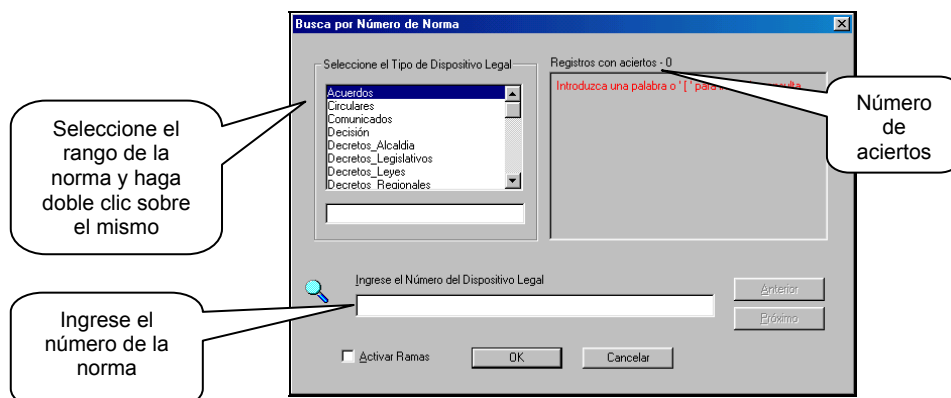 Busca por Número de Norma
Seleccione el Tipo de Dispositivo Legal
Acuerdos
Circulares
Comunicados
Decisión
Decretos_Alcaldia
Decretos_Legislativos
Decretos_Leyes
Decretos_Regionales
Registros con aciertos - 0
Introduzca una palabra o ' [ ' para
Número
de
aciertos
Seleccione el
rango de la
norma y haga
doble clic sobre
el mismo
Ingrese el Número del Dispositivo Legal
Anterior
Próximo
Ingrese el
número de la
norma
Activar Ramas
OK
Cancelar